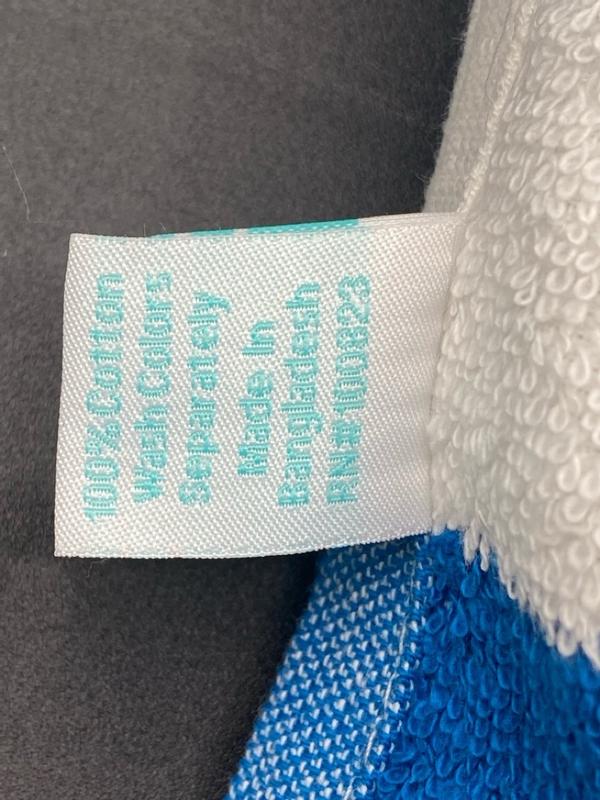 100% Cotton
Wash Colors
Separately
Made In
Bangladesh
RN# 100823